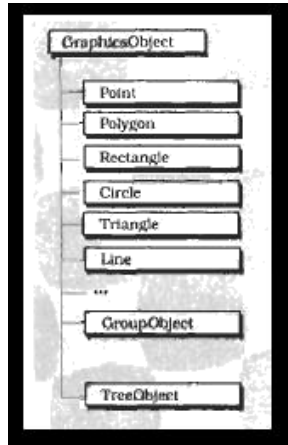 GraphicsObject
Point
Polygon
Rectangle
Circle
Triangle
Line
...
GroupObject
TreeObject